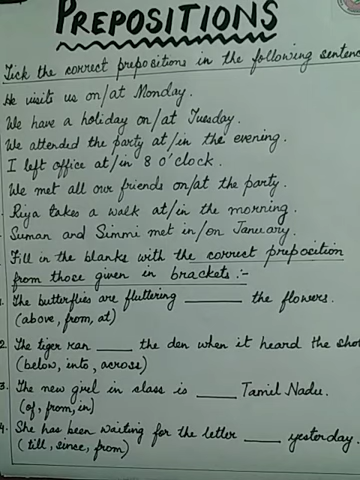 PREPOSITIONS
Tick the correct prepositions in the following sentenc
He visits us on/at Monday.
We have a holiday on/at Tuesday.
We attended the party at/in the evening.
I left office at/in 8 o'clock.
We met all our friends on/at the party.
Riya takes a walk at/in the morning.
Suman and Simmi met in/on January.
Fill in the blanks with the correct preposition
from those given in brackets :-
1. The butterflies are fluttering ________ the flowers.
(above, from, at)
2. The tiger ran ____ the den when it heard the shot
(below, into, across)
3. The new girl in class is ____ Tamil Nadu.
(of, from, in)
4. She has been waiting for the letter ____ yesterday.
(till, since, from)